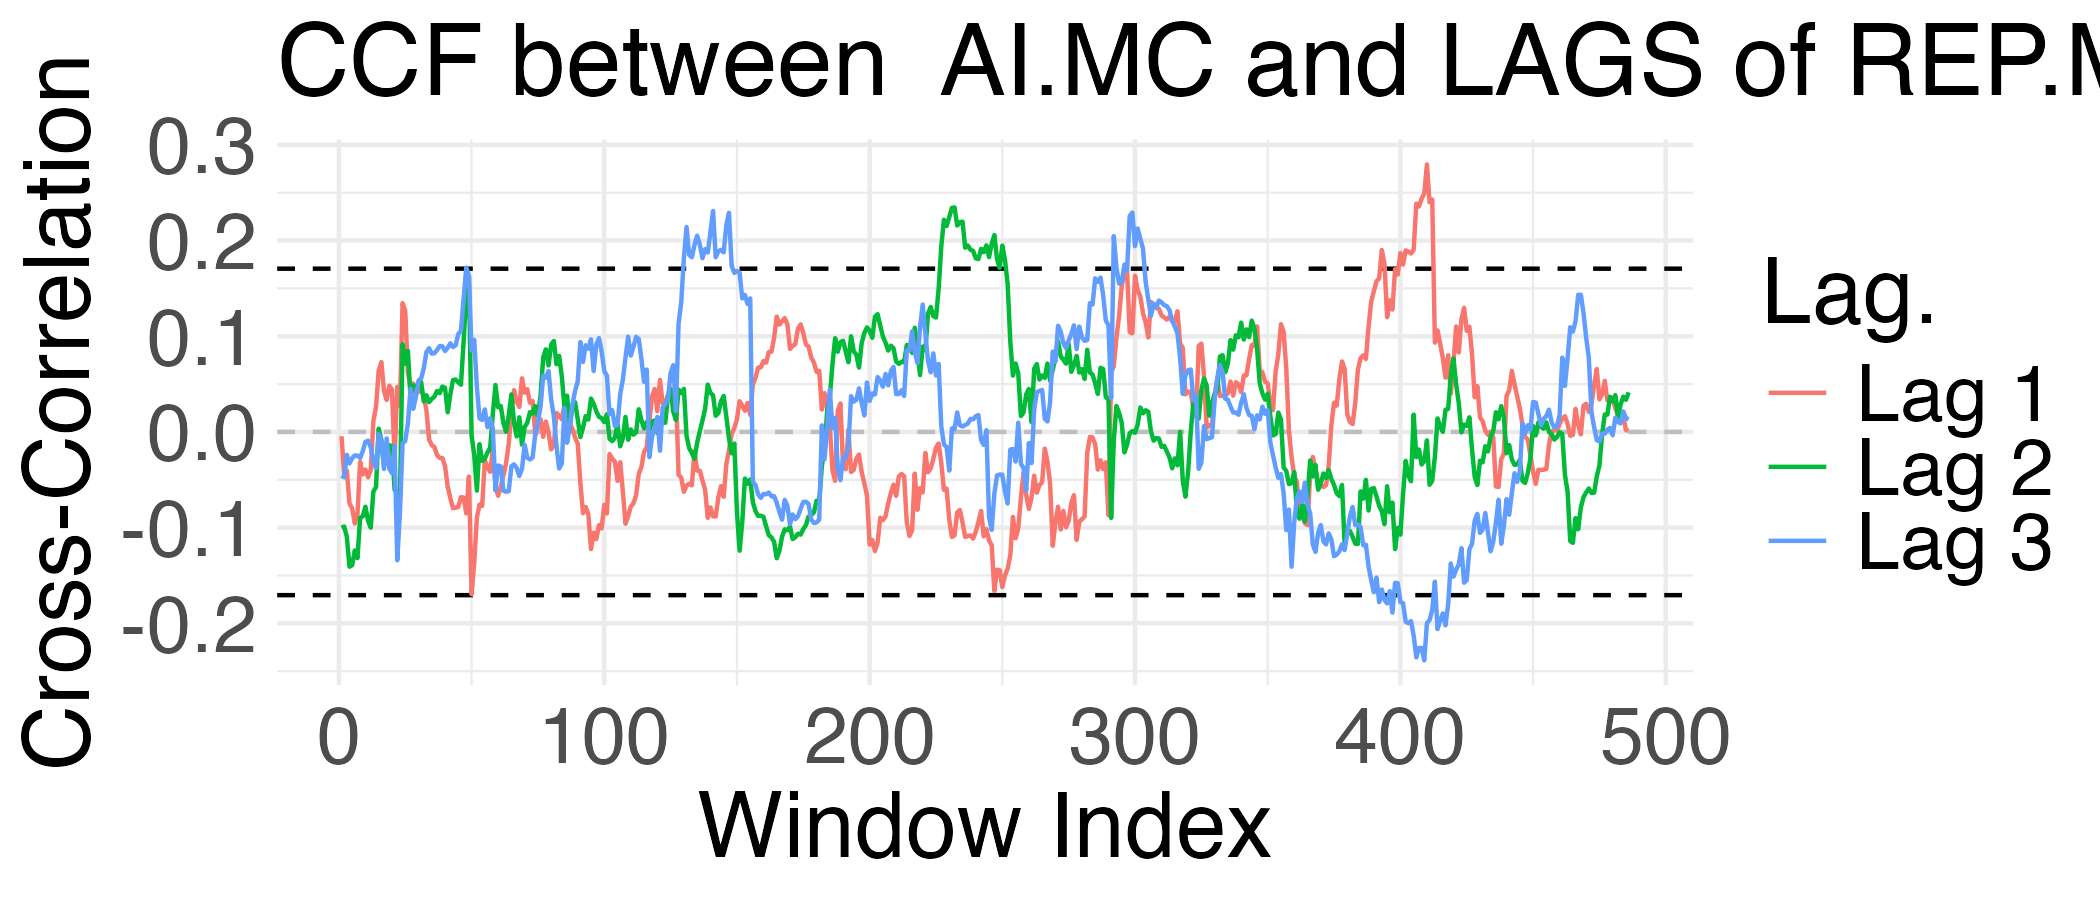 CCF between  AI.MC and LAGS of REP.M
Cross-Correlation
0.3
0.2
0.1
0.0
-0.1
-0.2
0 100 200 300 400 500
Window Index
Lag.
Lag 1
Lag 2
Lag 3